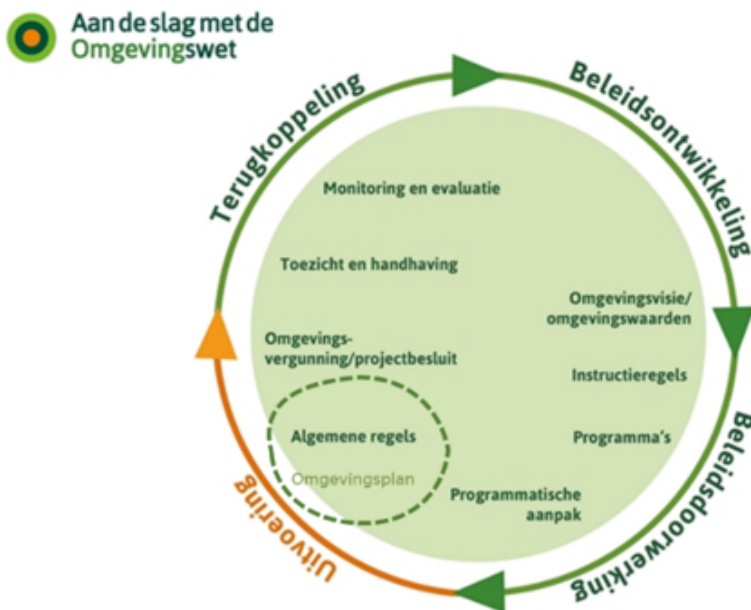 Aan de slag met de
Omgevingswet
Terugkoppeling
Beleidsontwikkeling
Monitoring en evaluatie
Toezicht en handhaving
Omgevingsvisie/
omgevingswaarden
Omgevings-
vergunning/projectbesluit
Instructieregels
Algemene regels
Programma's
Omgevingsplan
Programmatische
aanpak
Uitvoering
Beleidsdoorwerking